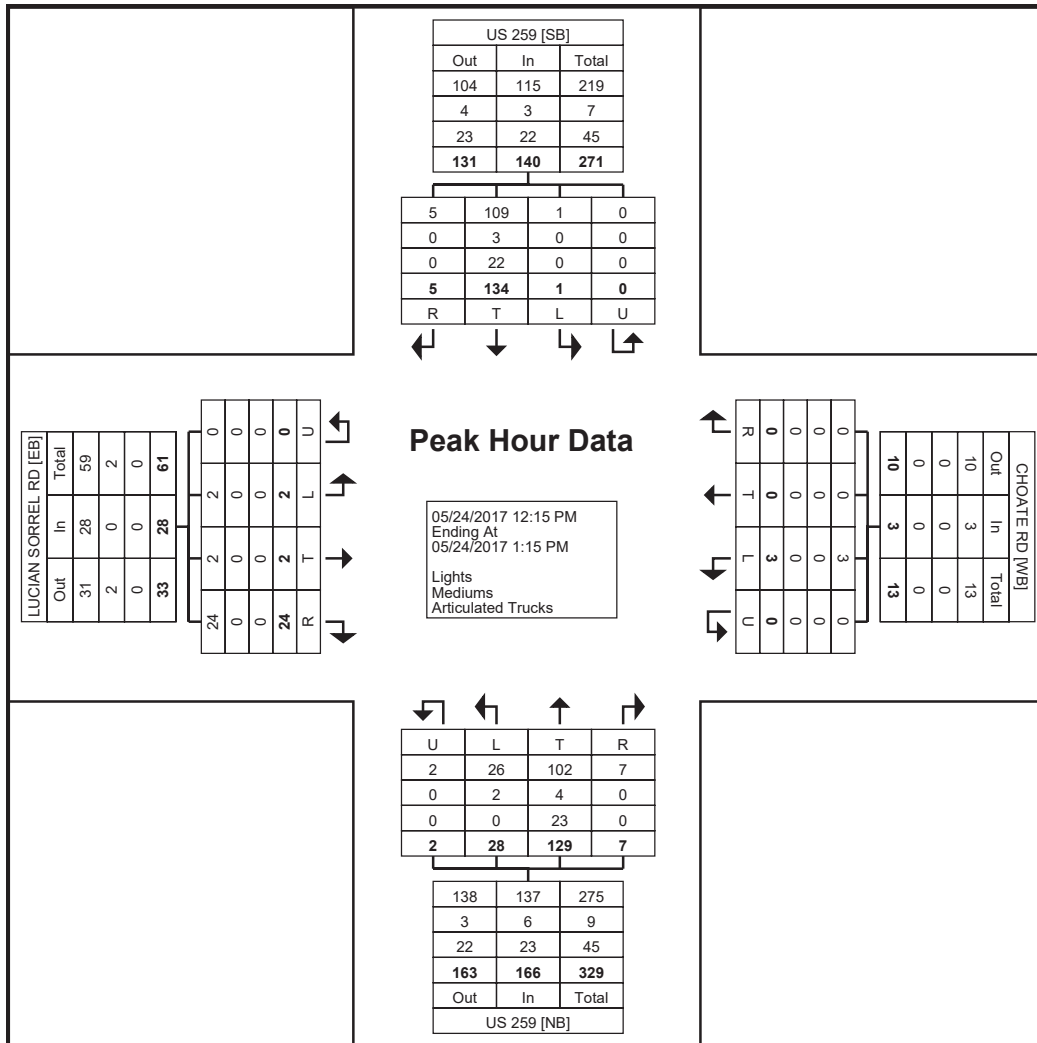 US 259 [SB]
Out In Total
104 115 219
4 3 7
23 22 45
131 140 271
5 109 1 0
0 3 0 0
0 22 0 0
5 134 1 0
R T L U
LUCIAN SORREL RD [EB]
Total In Out
59 28 31
2 0 2
0 0 0
61 28 33
0 2 2 24
0 0 0 0
0 0 0 0
0 2 2 24
U L T R
Peak Hour Data
05/24/2017 12:15 PM
Ending At
05/24/2017 1:15 PM
Lights
Mediums
Articulated Trucks
CHOATE RD [WB]
Out In Total
10 3 13
0 0 0
0 0 0
10 3 13
0 0 3 0
0 0 0 0
0 0 0 0
0 0 3 0
R T L U
U L T R
2 26 102 7
0 2 4 0
0 0 23 0
2 28 129 7
138 137 275
3 6 9
22 23 45
163 166 329
Out In Total
US 259 [NB]